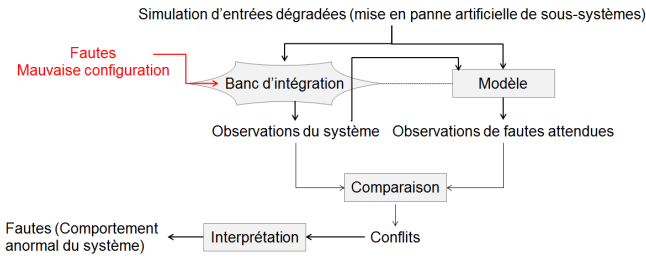 Simulation d'entrées dégradées (mise en panne artificielle de sous-systèmes)
Fautes
Mauvaise configuration
Banc d'intégration
Modèle
Observations du système
Observations de fautes attendues
Comparaison
Fautes (Comportement
anormal du système)
Interprétation
Conflits